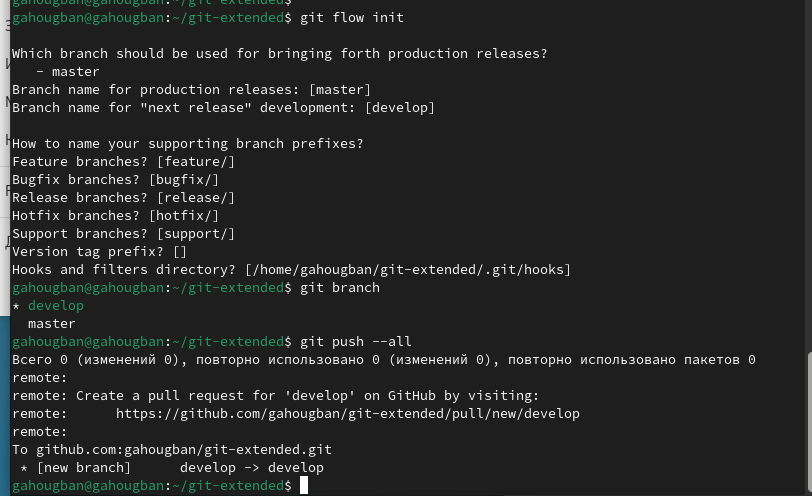 gahougban@gahougban:~/git-extended$
gahougban@gahougban:~/git-extended$ git flow init
Which branch should be used for bringing forth production releases?
   - master
Branch name for production releases: [master]
Branch name for "next release" development: [develop]
How to name your supporting branch prefixes?
Feature branches? [feature/]
Bugfix branches? [bugfix/]
Release branches? [release/]
Hotfix branches? [hotfix/]
Support branches? [support/]
Version tag prefix? []
Hooks and filters directory? [/home/gahougban/git-extended/.git/hooks]
gahougban@gahougban:~/git-extended$ git branch
* develop
  master
gahougban@gahougban:~/git-extended$ git push --all
Всего 0 (изменений 0), повторно использовано 0 (изменений 0), повторно использовано пакетов 0
remote:
remote: Create a pull request for 'develop' on GitHub by visiting:
remote:      https://github.com/gahougban/git-extended/pull/new/develop
remote:
To github.com:gahougban/git-extended.git
 * [new branch]      develop -> develop
gahougban@gahougban:~/git-extended$